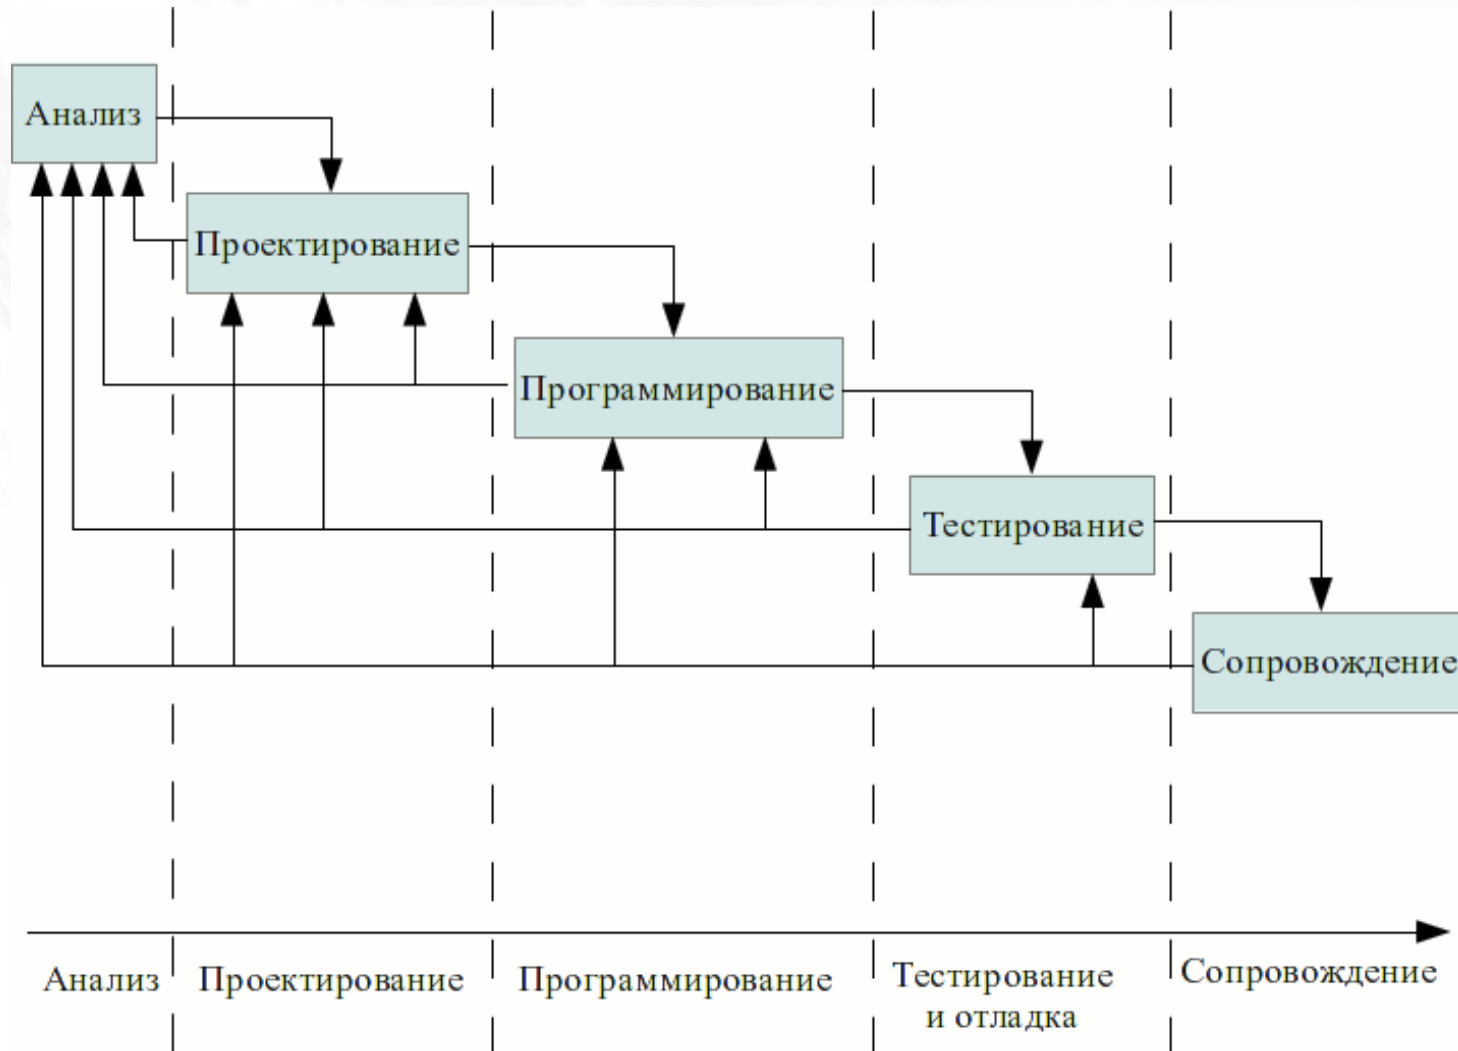 Анализ
Проектирование
Программирование
Тестирование
Сопровождение
Анализ
Проектирование
Программирование
Тестирование
и отладка
Сопровождение